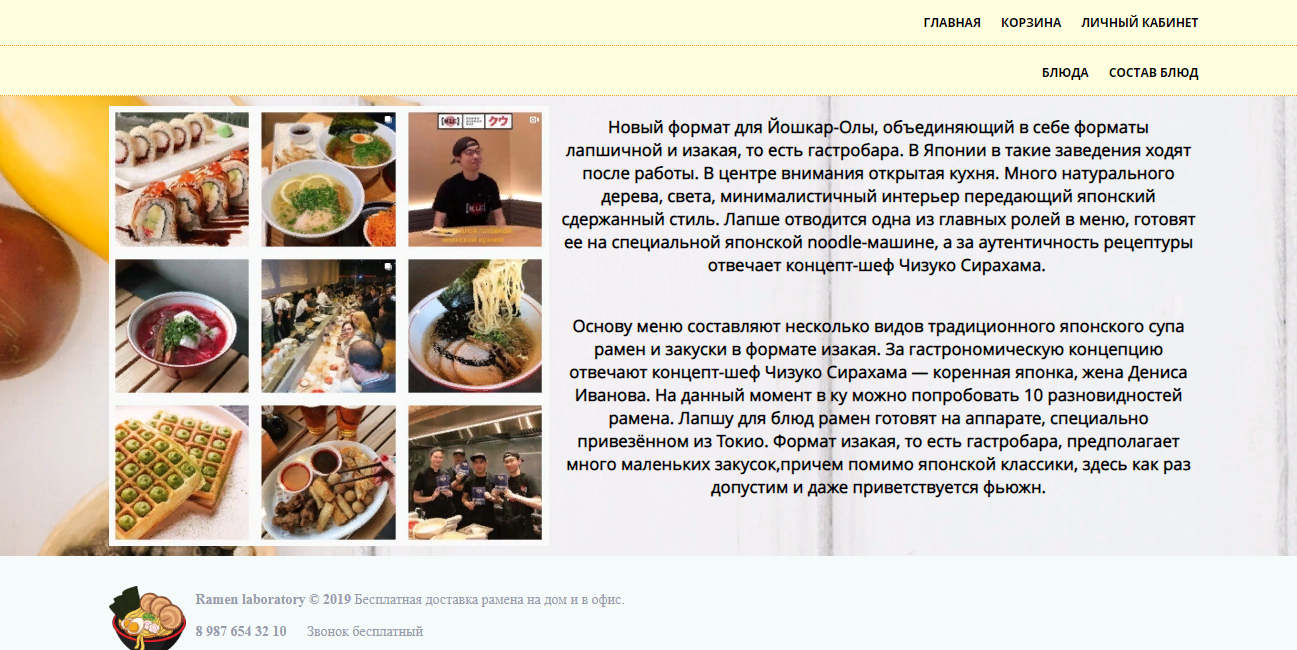 ГЛАВНАЯ КОРЗИНА ЛИЧНЫЙ КАБИНЕТ
БЛЮДА СОСТАВ БЛЮД
クウ
Новый формат для Йошкар-Олы, объединяющий в себе форматы
лапшичной и изакая, то есть гастробара. В Японии в такие заведения ходят
после работы. В центре внимания открытая кухня. Много натурального
дерева, света, минималистичный интерьер передающий японский
сдержанный стиль. Лапше отводится одна из главных ролей в меню, готовят
ее на специальной японской noodle-машине, а за аутентичность рецептуры
отвечает концепт-шеф Чизуко Сирахама.
Основу меню составляют несколько видов традиционного японского супа
рамен и закуски в формате изакая. За гастрономическую концепцию
отвечают концепт-шеф Чизуко Сирахама — коренная японка, жена Дениса
Иванова. На данный момент в ку можно попробовать 10 разновидностей
рамена. Лапшу для блюд рамен готовят на аппарате, специально
привезённом из Токио. Формат изакая, то есть гастробара, предполагает
много маленьких закусок,причем помимо японской классики, здесь как раз
допустим и даже приветствуется фьюжн.
Ramen laboratory © 2019 Бесплатная доставка рамена на дом и в офис.
8 987 654 32 10 Звонок бесплатный